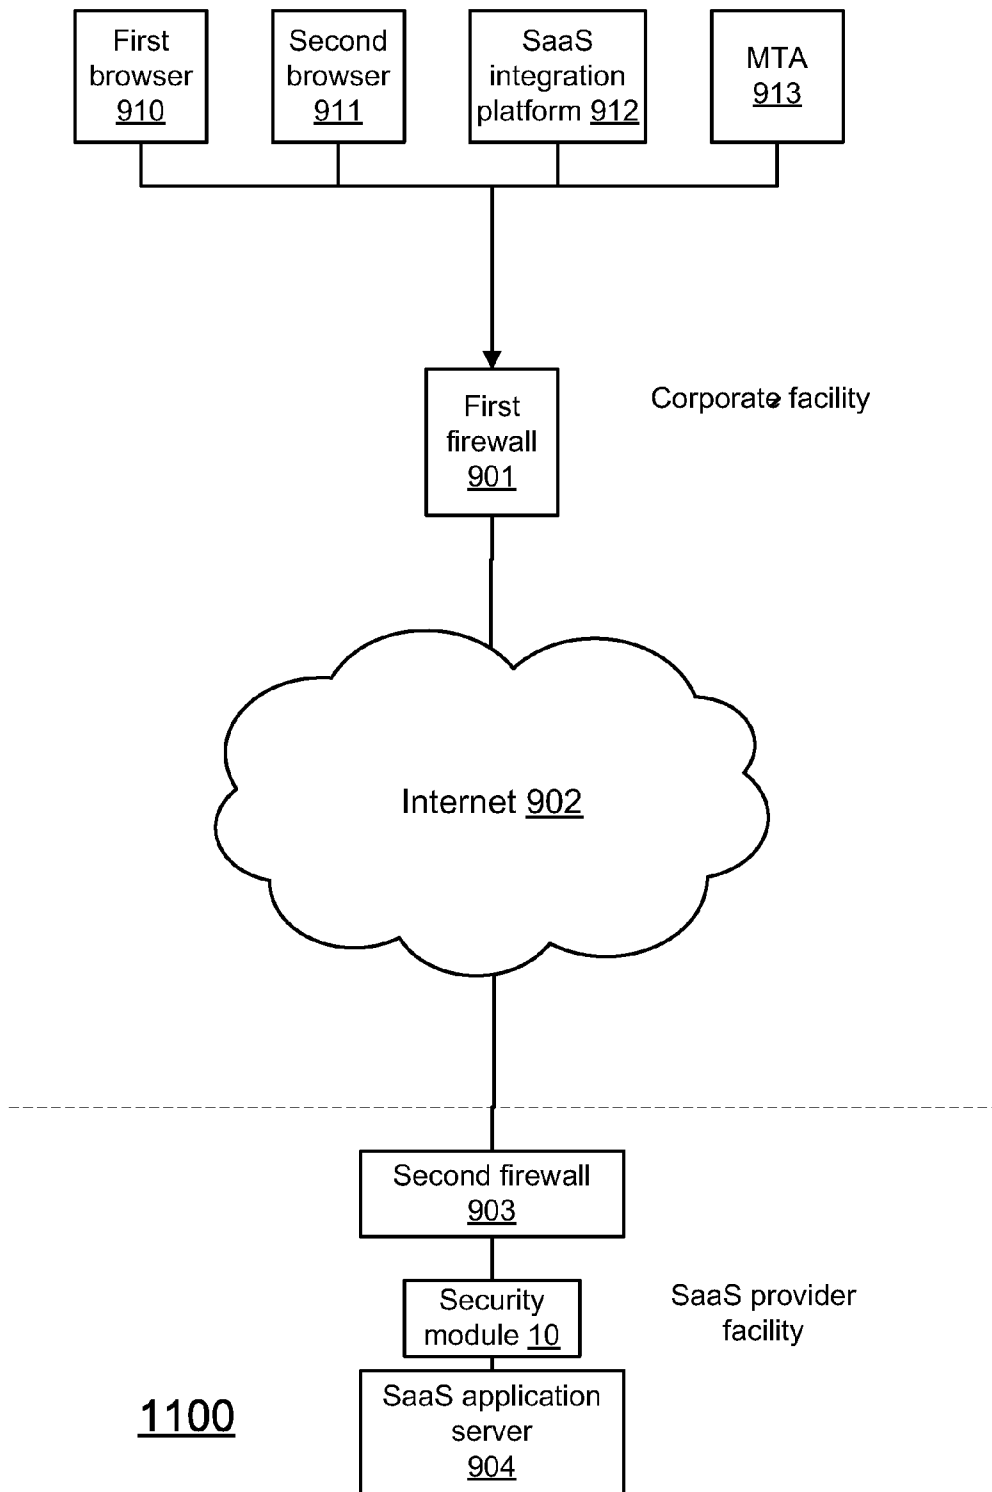 First
browser
910
Second
browser
911
SaaS
integration
platform 912
MTA
913
First
firewall
901
Corporate facility
Internet 902
Second firewall
903
Security
module 10
SaaS provider
facility
SaaS application
server
904
1100